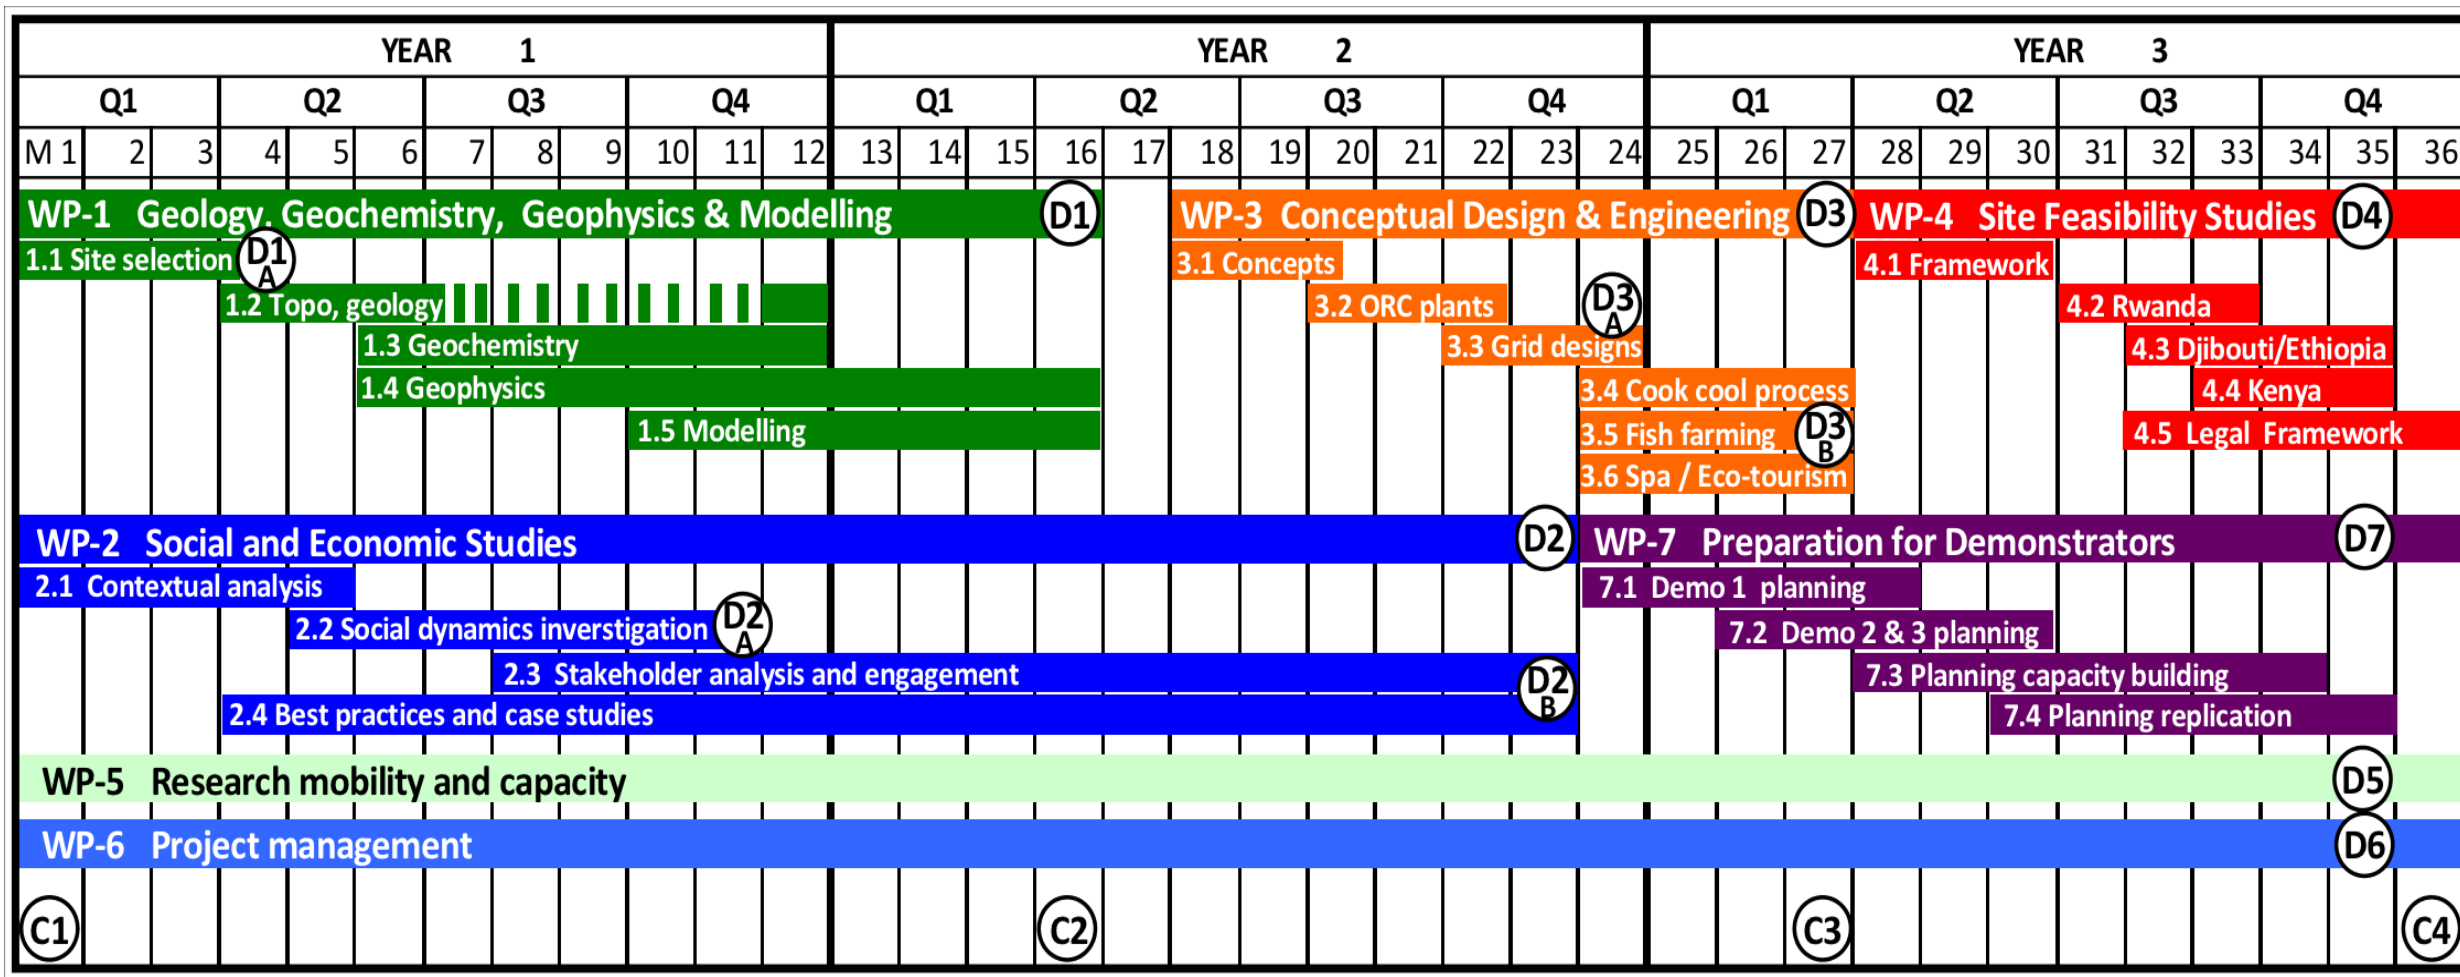 YEAR 1 YEAR 2 YEAR 3
Q1 Q2 Q3 Q4 Q1 Q2 Q3 Q4 Q1 Q2 Q3 Q4
M 1 2 3 4 5 6 7 8 9 10 11 12 13 14 15 16 17 18 19 20 21 22 23 24 25 26 27 28 29 30 31 32 33 34 35 36
WP-1 Geology. Geochemistry, Geophysics & Modelling D1 WP-3 Conceptual Design & Engineering D3 WP-4 Site Feasibility Studies D4
1.1 Site selection D1 A 3.1 Concepts 4.1 Framework
1.2 Topo, geology 3.2 ORC plants D3 A 4.2 Rwanda
1.3 Geochemistry 3.3 Grid designs 4.3 Djibouti/Ethiopia
1.4 Geophysics 3.4 Cook cool process 4.4 Kenya
1.5 Modelling 3.5 Fish farming D3 B 4.5 Legal Framework
3.6 Spa / Eco-tourism
WP-2 Social and Economic Studies D2 WP-7 Preparation for Demonstrators D7
2.1 Contextual analysis 7.1 Demo 1 planning
2.2 Social dynamics inverstigation D2 A 7.2 Demo 2 & 3 planning
2.3 Stakeholder analysis and engagement D2 B 7.3 Planning capacity building
2.4 Best practices and case studies 7.4 Planning replication
WP-5 Research mobility and capacity D5
WP-6 Project management D6
C1 C2 C3 C4